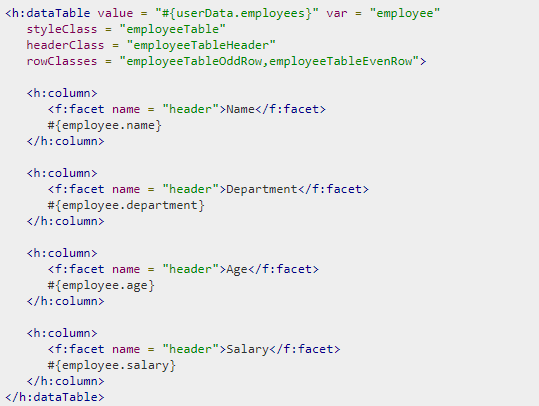 <h:dataTable value = "#{userData.employees}" var = "employee"
   styleClass = "employeeTable"
   headerClass = "employeeTableHeader"
   rowClasses = "employeeTableOddRow,employeeTableEvenRow">

   <h:column>
      <f:facet name = "header">Name</f:facet>
      #{employee.name}
   </h:column>

   <h:column>
      <f:facet name = "header">Department</f:facet>
      #{employee.department}
   </h:column>

   <h:column>
      <f:facet name = "header">Age</f:facet>
      #{employee.age}
   </h:column>

   <h:column>
      <f:facet name = "header">Salary</f:facet>
      #{employee.salary}
   </h:column>
</h:dataTable>